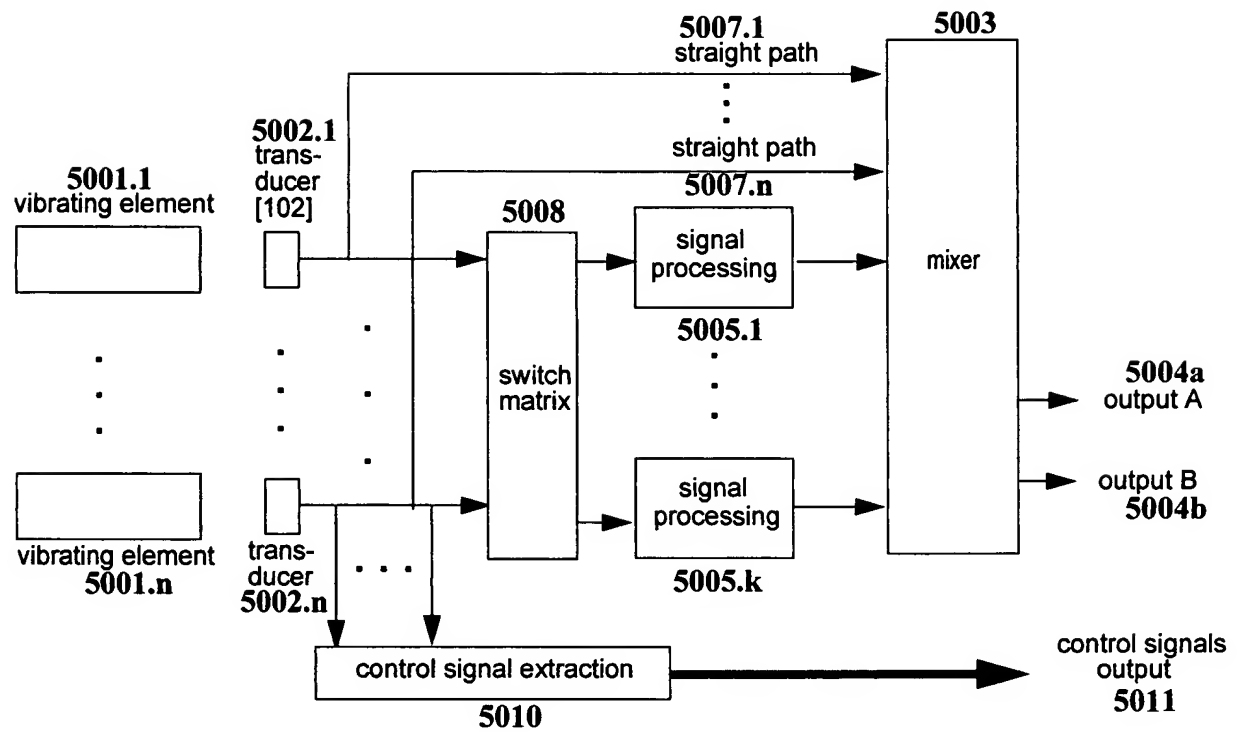 5007.1
straight path
5003
5002.1
trans-
ducer
[102]
straight path
5007.n
5001.1
vibrating element
5008
signal
processing
mixer
5005.1
switch
matrix
5004a
output A
signal
processing
output B
5004b
vibrating element
5001.n
trans-
ducer
5002.n
5005.k
control signal extraction
5010
control signals
output
5011